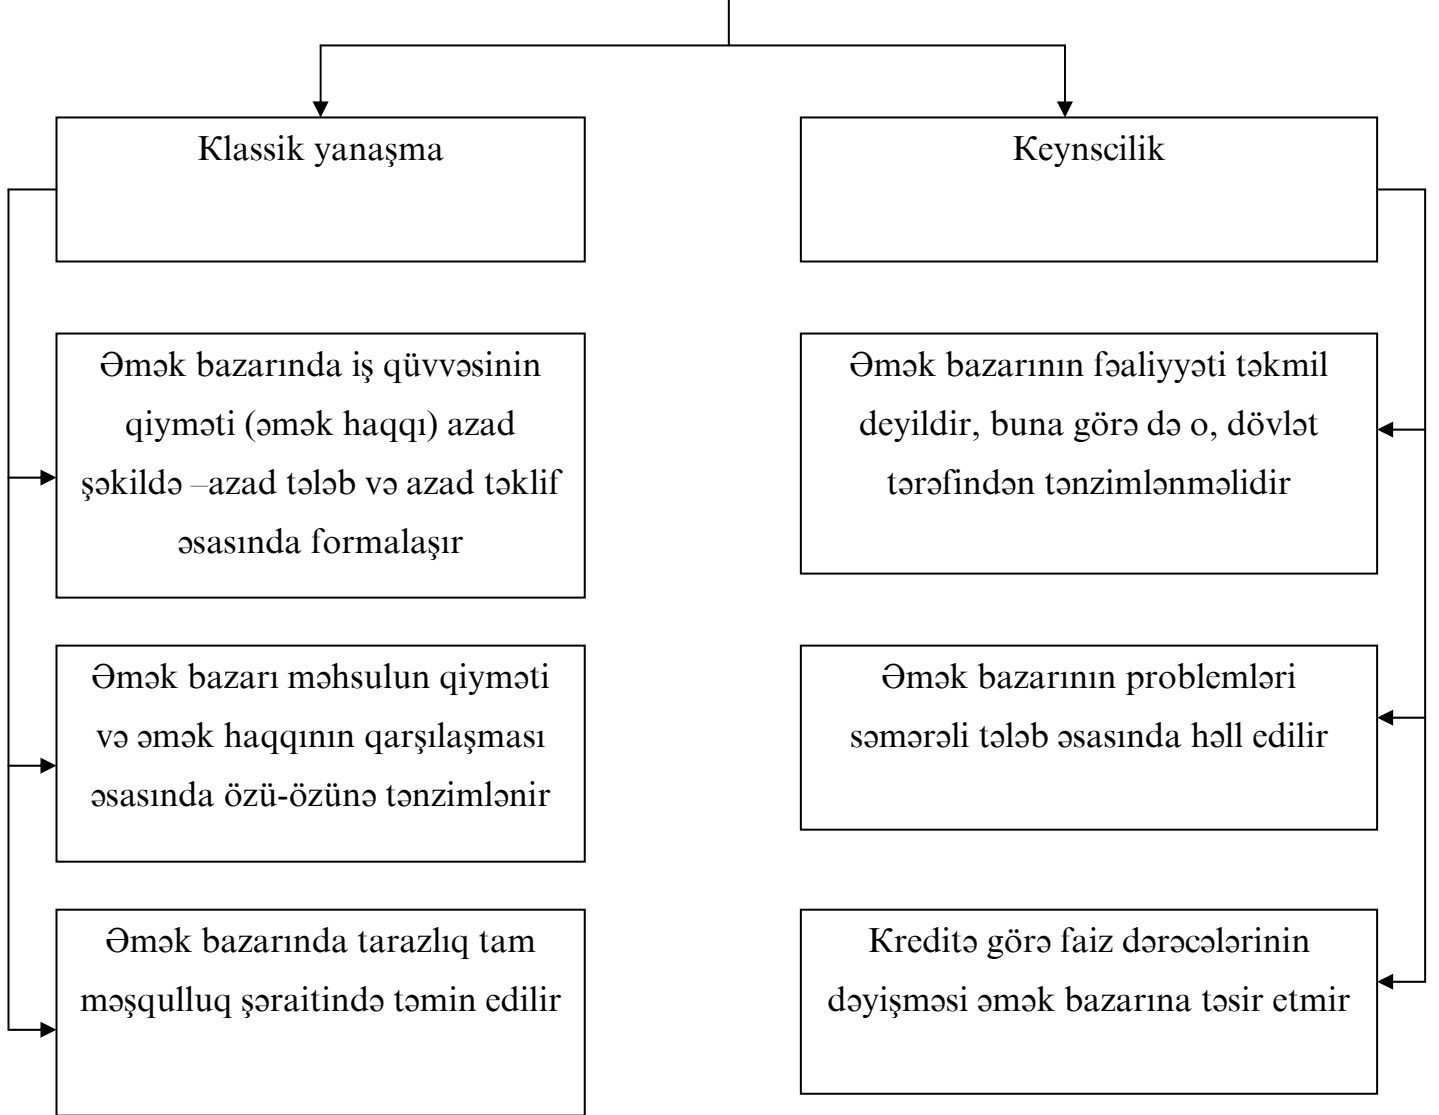 Klassik yanaşma
Keynscilik
Əmək bazarında iş qüvvəsinin
qiyməti (əmək haqqı) azad
şəkildə –azad tələb və azad təklif
əsasında formalaşır
Əmək bazarının fəaliyyəti təkmil
deyildir, buna görə də o, dövlət
tərəfindən tənzimlənməlidir
Əmək bazarı məhsulun qiyməti
və əmək haqqının qarşılaşması
əsasında özü-özünə tənzimlənir
Əmək bazarının problemləri
səmərəli tələb əsasında həll edilir
Əmək bazarında tarazlıq tam
məşqulluq şəraitində təmin edilir
Kreditə görə faiz dərəcələrinin
dəyişməsi əmək bazarına təsir etmir